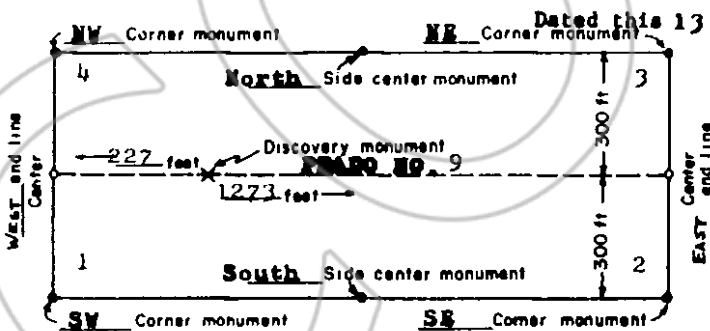 Dated this 13
NW Corner monument NE Corner monument
4 North Side center monument 3
300 ft
227 feet Discovery monument
NO. 9
1273 feet
WEST end line
Center
Center
EAST end line
300 ft
1 South Side center monument 2
SW Corner monument SE Corner monument